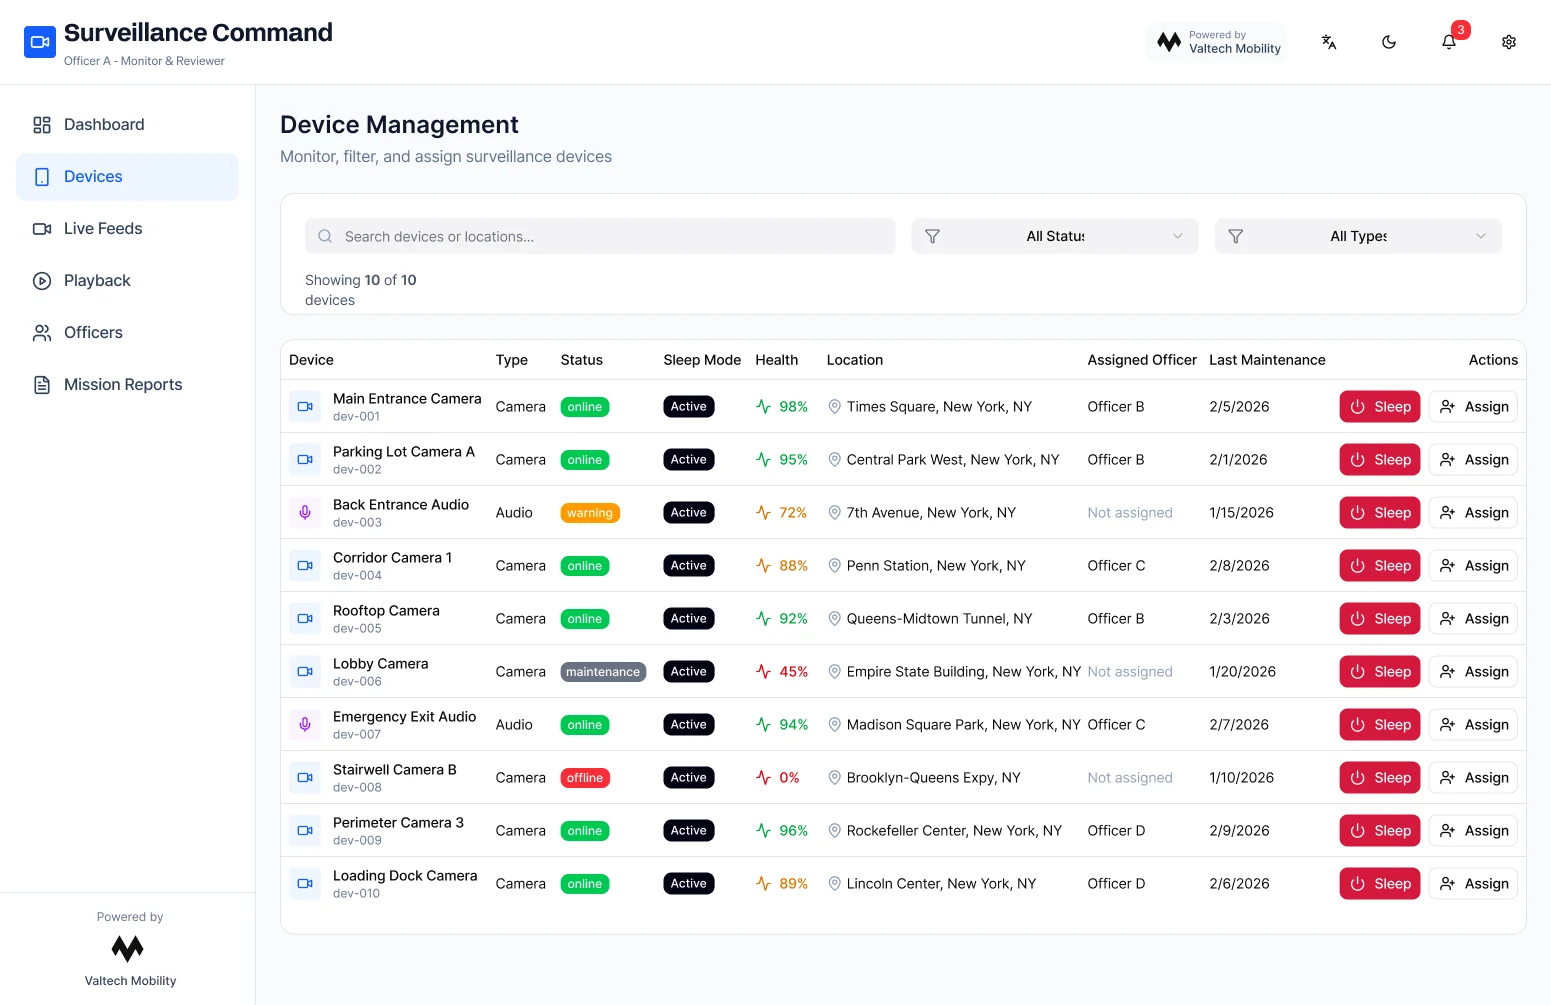 Surveillance Command
Officer A - Monitor & Reviewer
Powered by
Valtech Mobility
3
Dashboard
Devices
Live Feeds
Playback
Officers
Mission Reports
Powered by
Valtech Mobility
Device Management
Monitor, filter, and assign surveillance devices
Search devices or locations...
All Status
All Types
Showing 10 of 10
devices
Device Type Status Sleep Mode Health Location Assigned Officer Last Maintenance Actions
Main Entrance Camera
dev-001
Camera online Active 98% Times Square, New York, NY Officer B 2/5/2026 Sleep Assign
Parking Lot Camera A
dev-002
Camera online Active 95% Central Park West, New York, NY Officer B 2/1/2026 Sleep Assign
Back Entrance Audio
dev-003
Audio warning Active 72% 7th Avenue, New York, NY Not assigned 1/15/2026 Sleep Assign
Corridor Camera 1
dev-004
Camera online Active 88% Penn Station, New York, NY Officer C 2/8/2026 Sleep Assign
Rooftop Camera
dev-005
Camera online Active 92% Queens-Midtown Tunnel, NY Officer B 2/3/2026 Sleep Assign
Lobby Camera
dev-006
Camera maintenance Active 45% Empire State Building, New York, NY Not assigned 1/20/2026 Sleep Assign
Emergency Exit Audio
dev-007
Audio online Active 94% Madison Square Park, New York, NY Officer C 2/7/2026 Sleep Assign
Stairwell Camera B
dev-008
Camera offline Active 0% Brooklyn-Queens Expy, NY Not assigned 1/10/2026 Sleep Assign
Perimeter Camera 3
dev-009
Camera online Active 96% Rockefeller Center, New York, NY Officer D 2/9/2026 Sleep Assign
Loading Dock Camera
dev-010
Camera online Active 89% Lincoln Center, New York, NY Officer D 2/6/2026 Sleep Assign